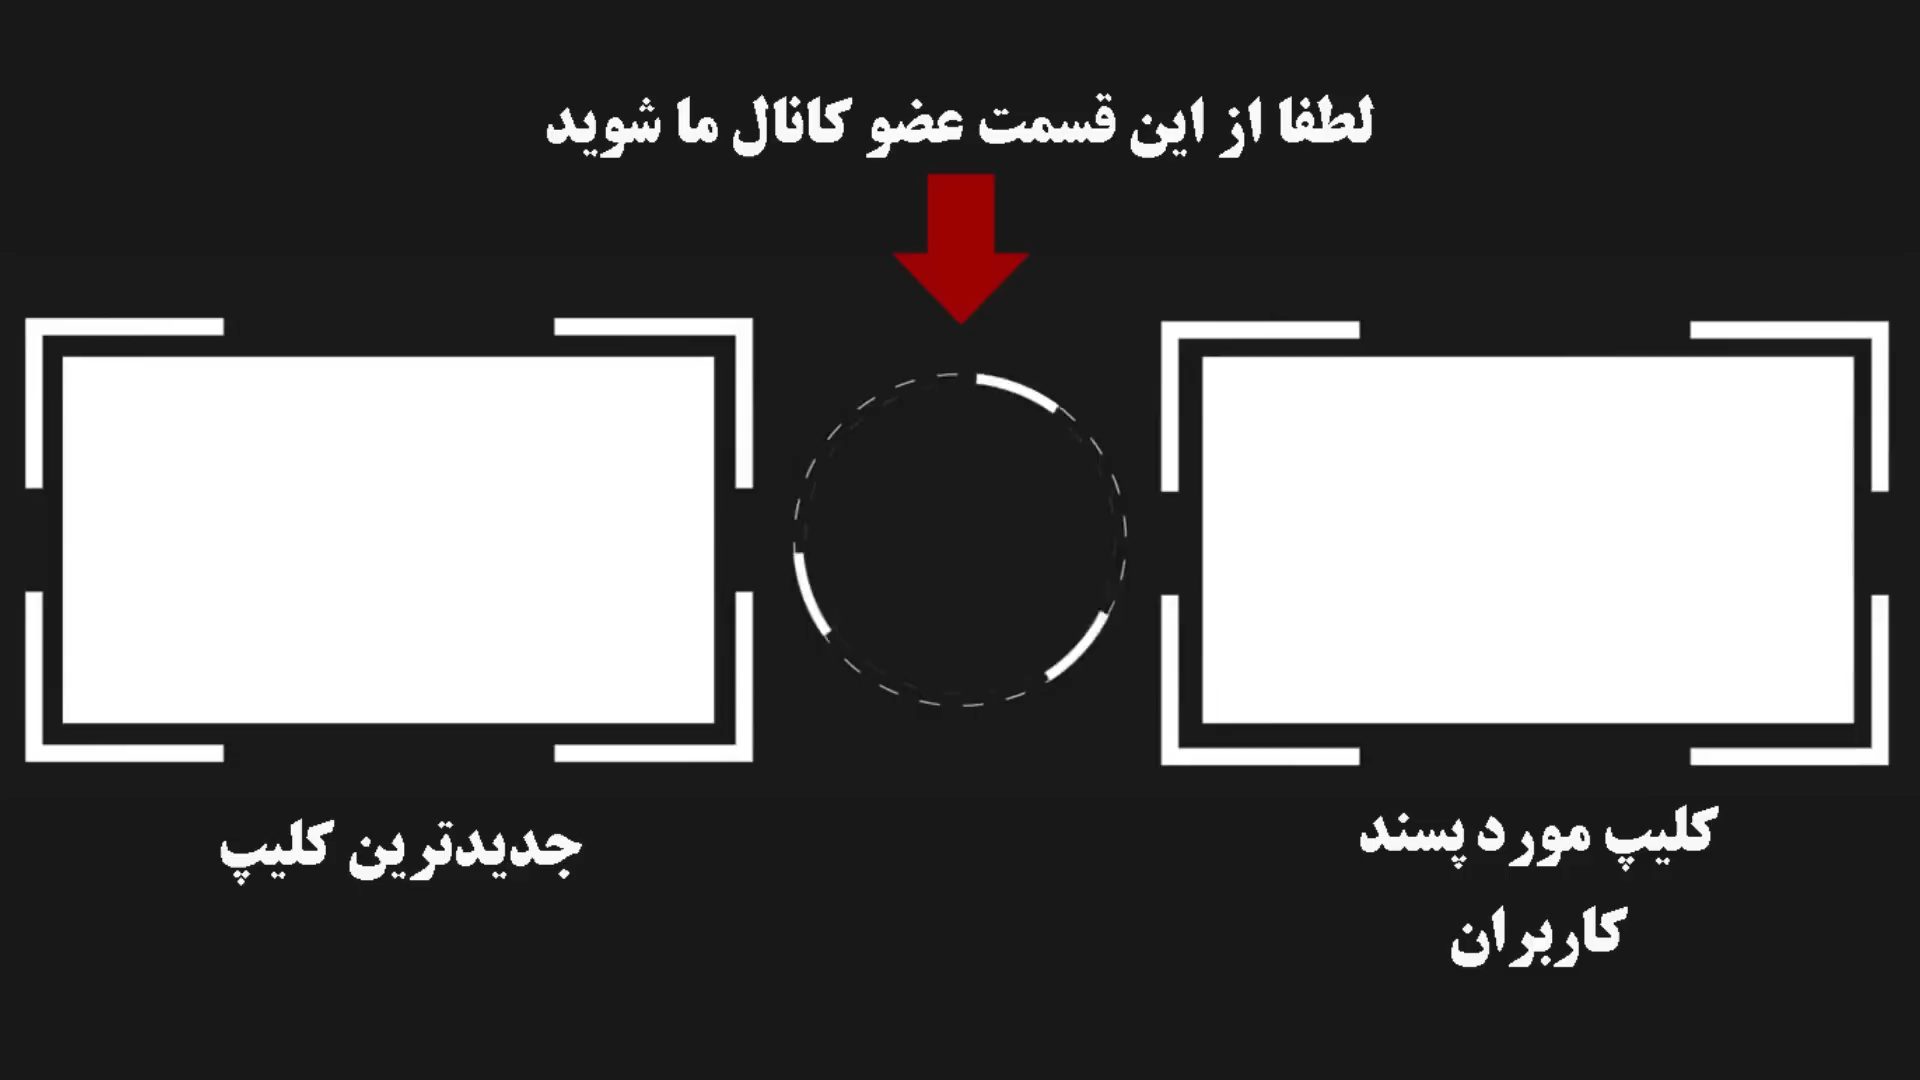 لطفا از این قسمت عضو کانال ما شوید
کلیپ مورد پسند
کاربران
جدیدترین کلیپ